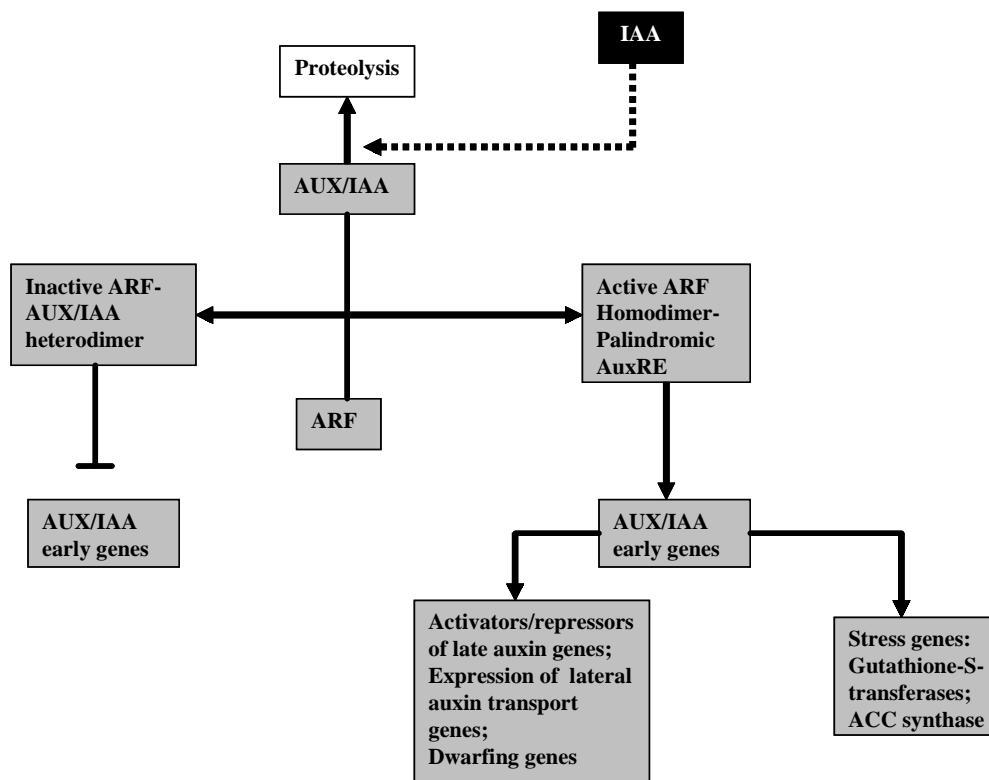 IAA
Proteolysis
AUX/IAA
Inactive ARF-
AUX/IAA
heterodimer
Active ARF
Homodimer-
Palindromic
AuxRE
ARF
AUX/IAA
early genes
AUX/IAA
early genes
Activators/repressors
of late auxin genes;
Expression of lateral
auxin transport
genes;
Dwarfing genes
Stress genes:
Gutathione-S-
transferases;
ACC synthase